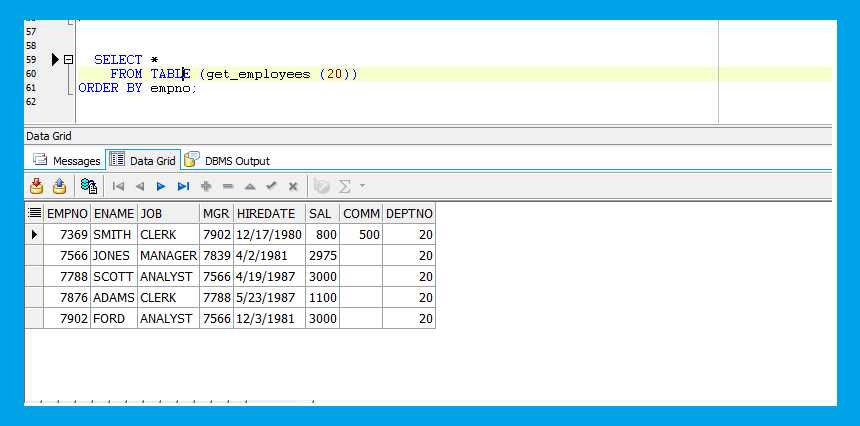 57
58
59 SELECT *
60 FROM TABLE (get_employees (20))
61 ORDER BY empno;
62
Data Grid
Messages Data Grid DBMS Output
EMPNO ENAME JOB MGR HIREDATE SAL COMM DEPTNO
7369 SMITH CLERK 7902 12/17/1980 800 500 20
7566 JONES MANAGER 7839 4/2/1981 2975 20
7788 SCOTT ANALYST 7566 4/19/1987 3000 20
7876 ADAMS CLERK 7788 5/23/1987 1100 20
7902 FORD ANALYST 7566 12/3/1981 3000 20